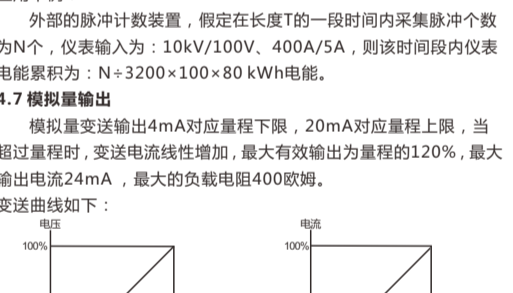 外部的脉冲计数装置，假定在长度T的一段时间内采集脉冲个数
为N个，仪表输入为：10kV/100V、400A/5A，则该时间段内仪表
电能累积为：N÷3200×100×80 kWh电能。
4.7 模拟量输出
模拟量变送输出4mA对应量程下限，20mA对应量程上限，当
超过量程时，变送电流线性增加，最大有效输出为量程的120%，最大
输出电流24mA ，最大的负载电阻400欧姆。
变送曲线如下：
电压 电流
100% 100%